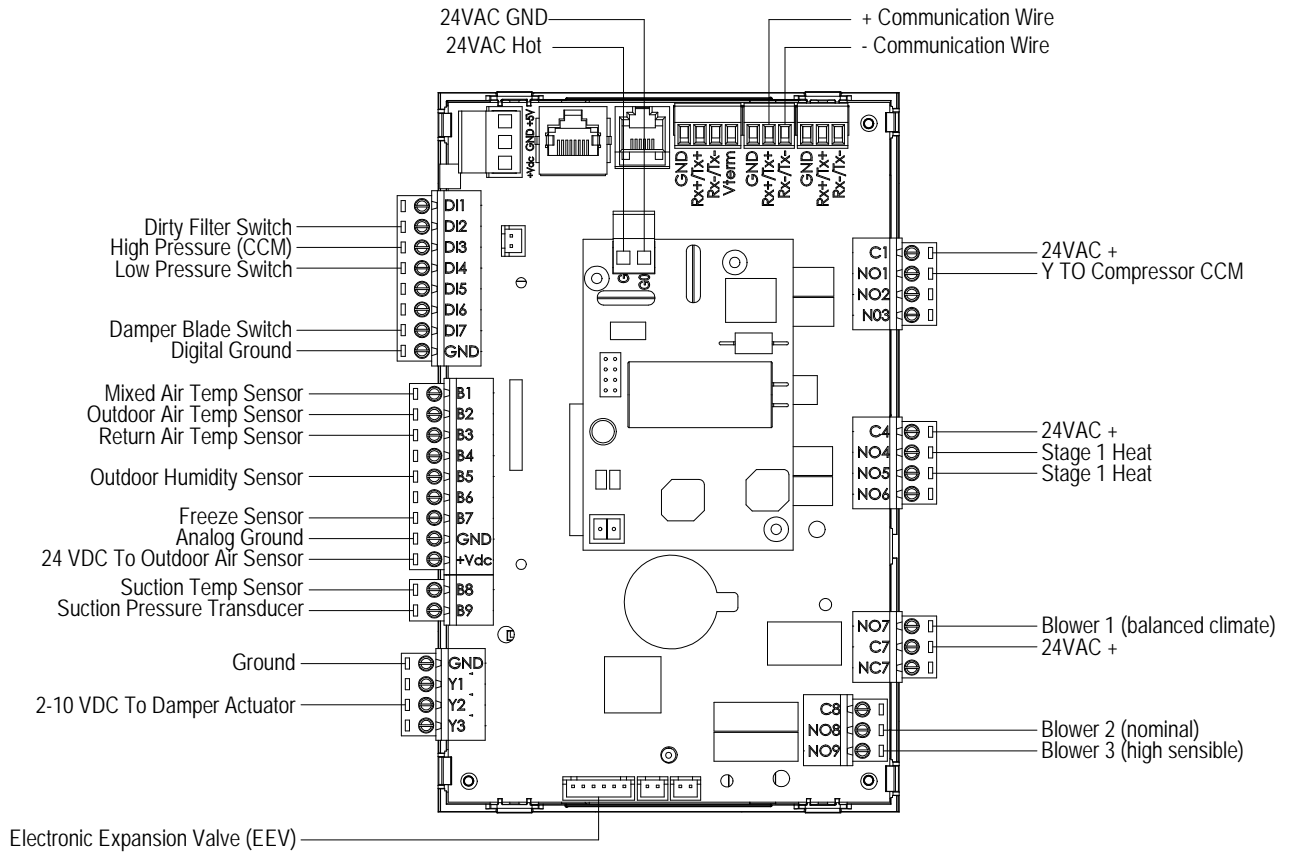 24VAC GND
24VAC Hot
+ Communication Wire
- Communication Wire
+Vdc GND +5V
GND
Rx+/Tx+
Rx-/Tx-
Vterm
GND
Rx+/Tx+
Rx-/Tx-
GND
Rx+/Tx+
Rx-/Tx-
G
G0
DI1
Dirty Filter Switch DI2
High Pressure (CCM) DI3
Low Pressure Switch DI4
DI5
DI6
Damper Blade Switch DI7
Digital Ground GND
Mixed Air Temp Sensor B1
Outdoor Air Temp Sensor B2
Return Air Temp Sensor B3
B4
Outdoor Humidity Sensor B5
B6
Freeze Sensor B7
Analog Ground GND
24 VDC To Outdoor Air Sensor +Vdc
Suction Temp Sensor B8
Suction Pressure Transducer B9
Ground GND
Y1
2-10 VDC To Damper Actuator Y2
Y3
C1 24VAC +
NO1 Y TO Compressor CCM
NO2
N03
C4 24VAC +
NO4 Stage 1 Heat
NO5 Stage 1 Heat
NO6
NO7 Blower 1 (balanced climate)
C7 24VAC +
NC7
C8
NO8 Blower 2 (nominal)
NO9 Blower 3 (high sensible)
Electronic Expansion Valve (EEV)